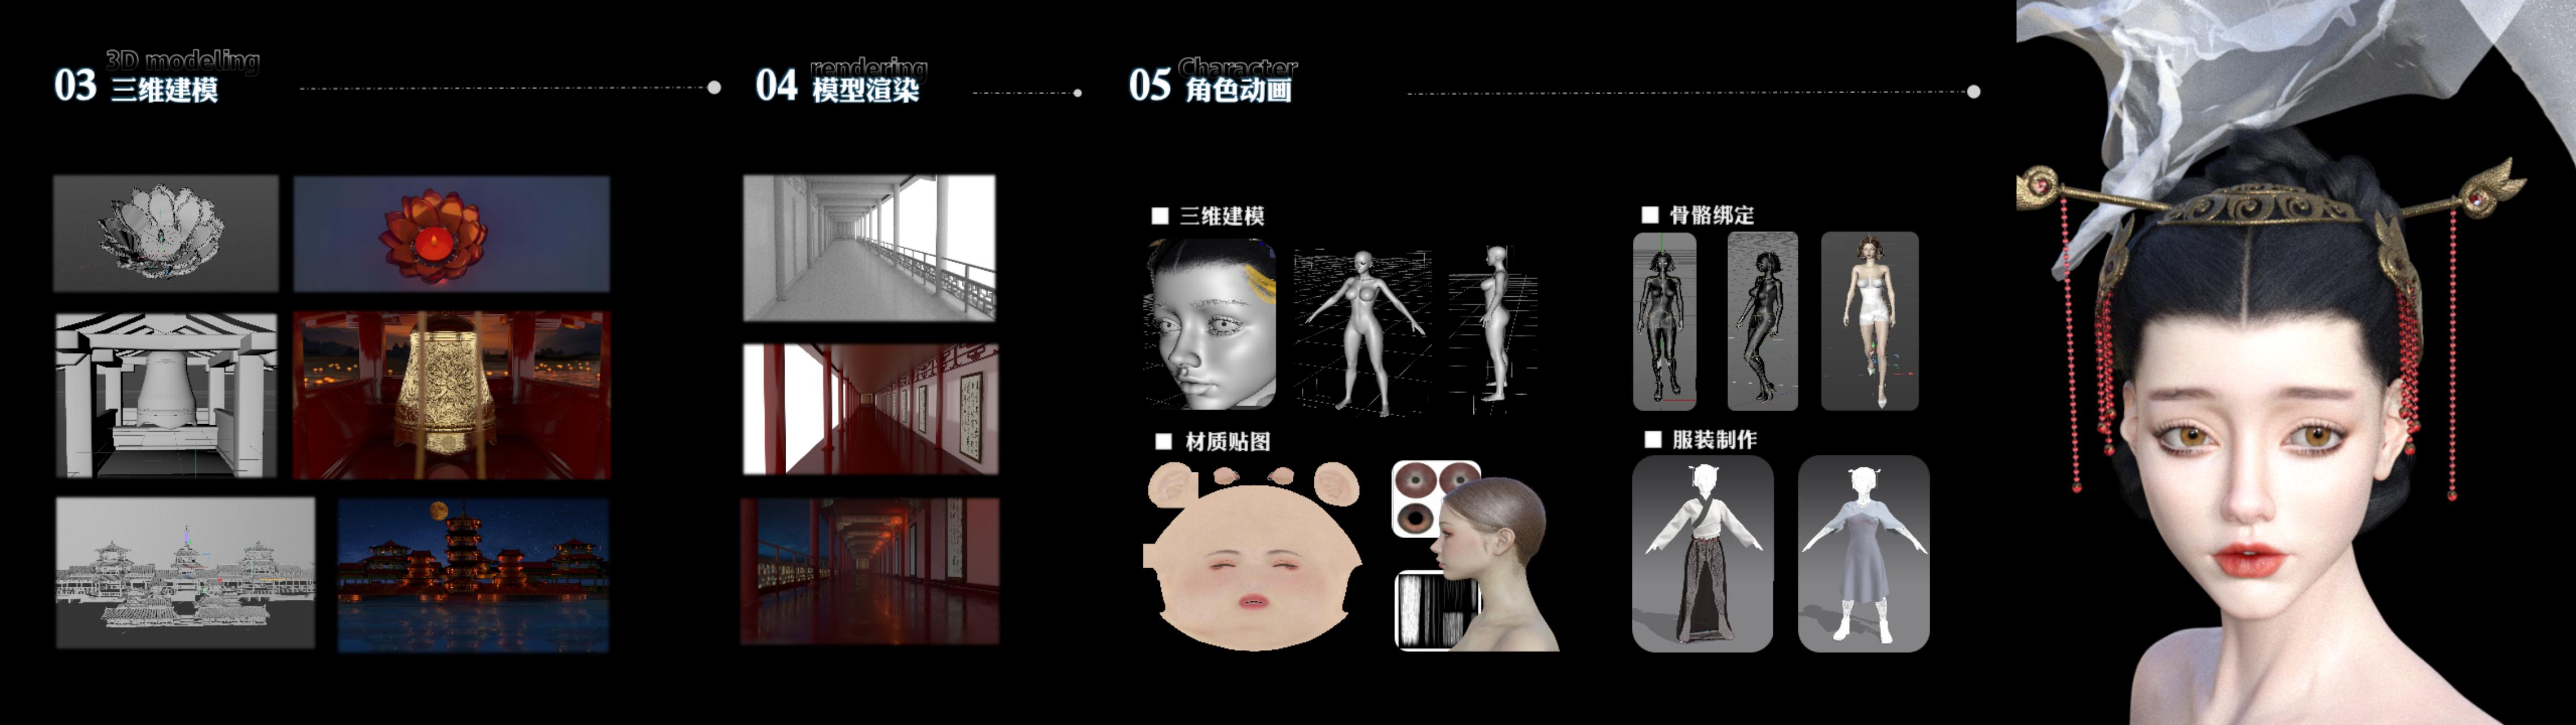 03
3D modeling
三维建模
04
rendering
模型渲染
05
Character
角色动画
三维建模
骨骼绑定
材质贴图
服装制作